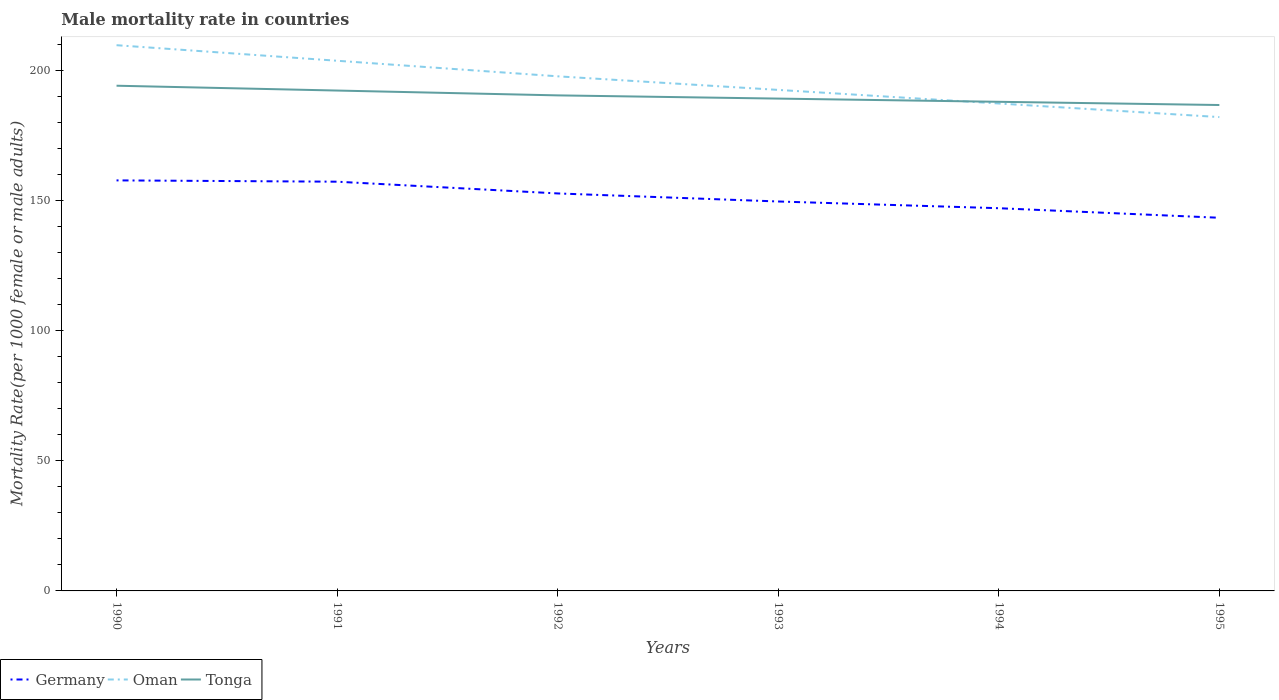 Male mortality rate in countries
Mortality Rate(per 1000 female or male adults)
200
150
100
50
0
1990
1991
1992
1993
1994
1995
Years
Germany
Oman
Tonga